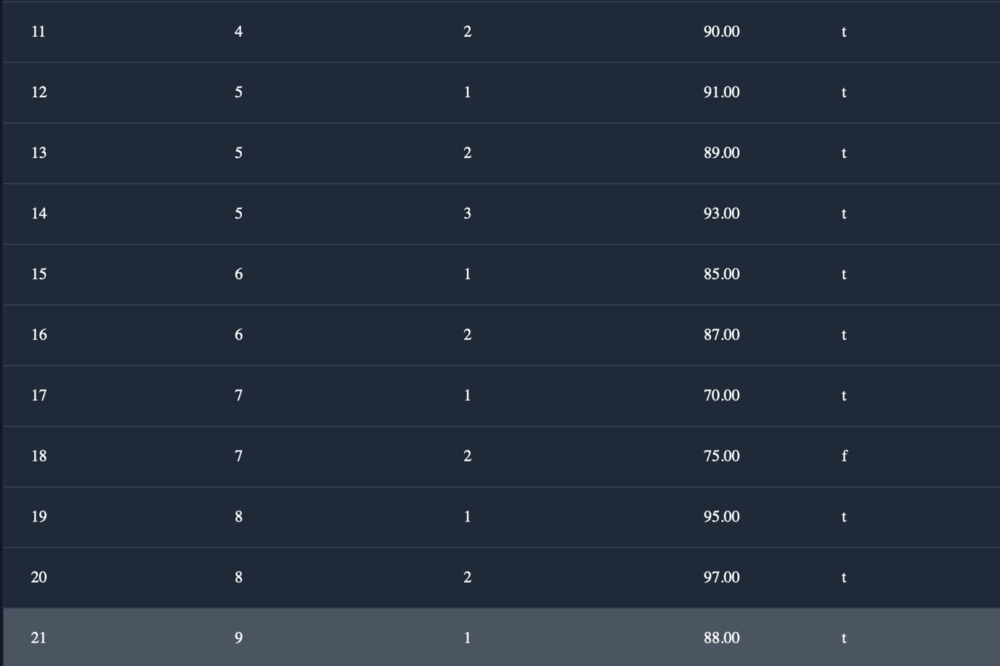 11 4 2 90.00 t
12 5 1 91.00 t
13 5 2 89.00 t
14 5 3 93.00 t
15 6 1 85.00 t
16 6 2 87.00 t
17 7 1 70.00 t
18 7 2 75.00 f
19 8 1 95.00 t
20 8 2 97.00 t
21 9 1 88.00 t